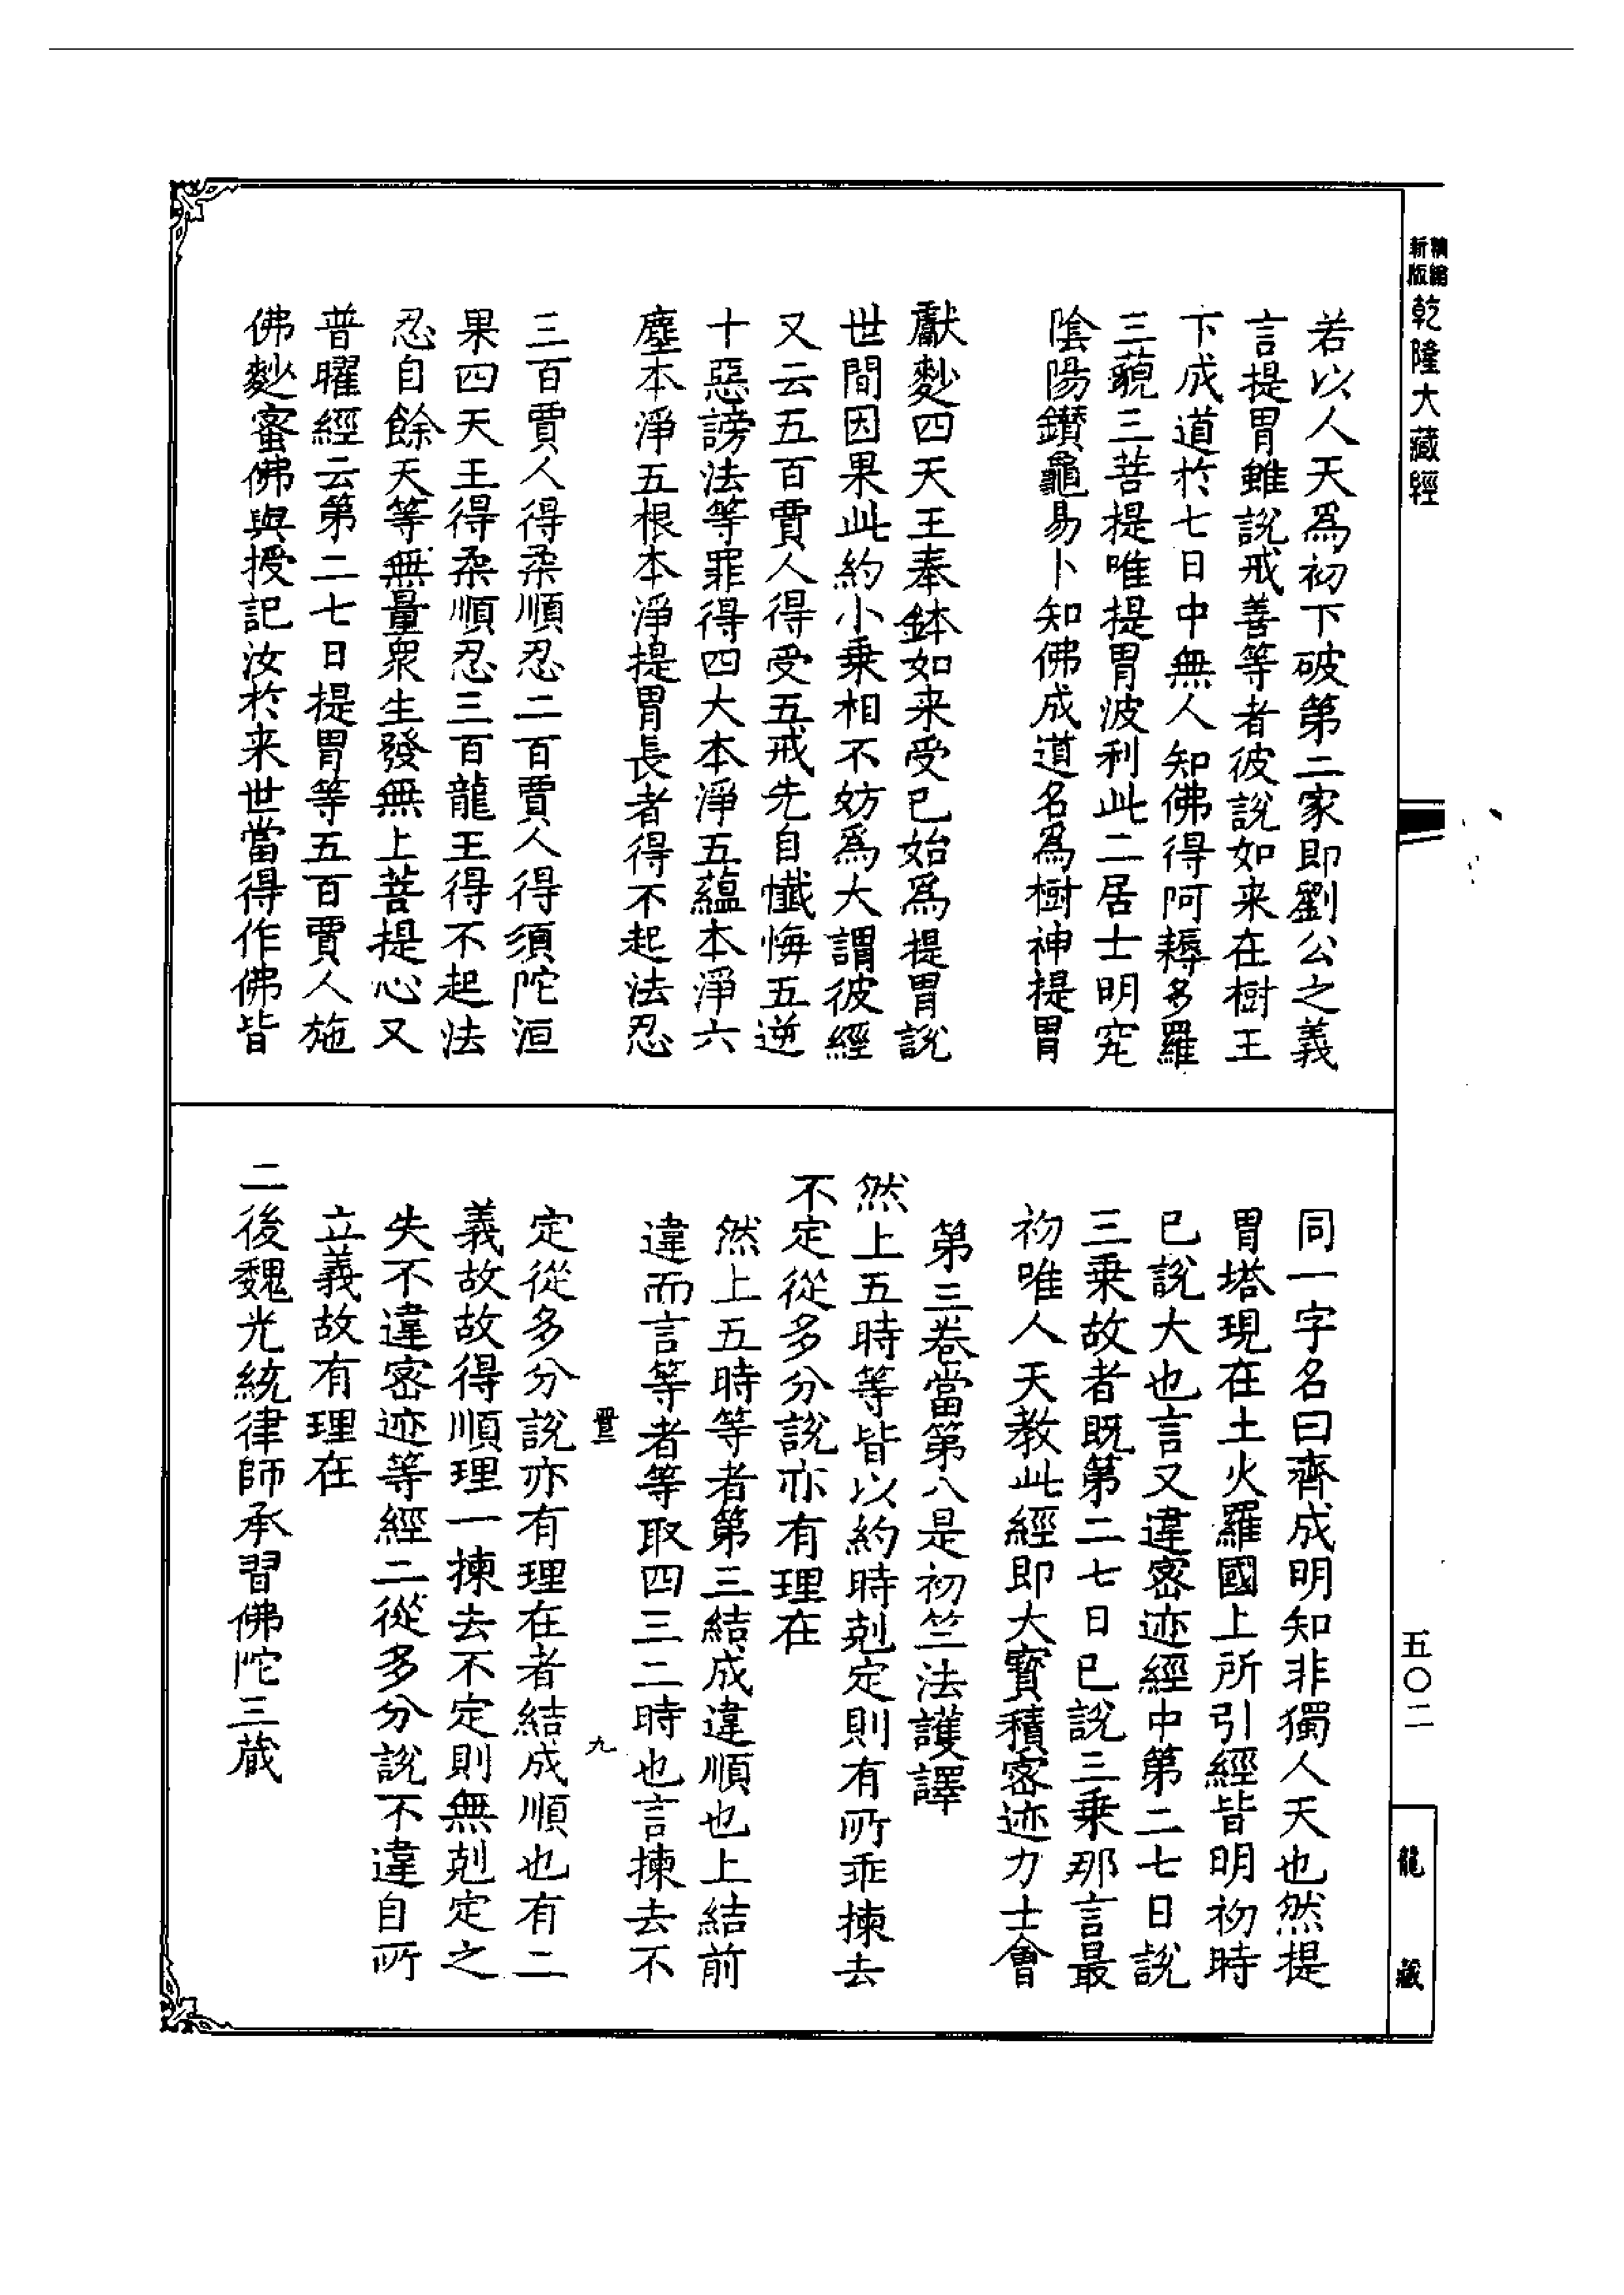 精編新版乾隆大藏經
若以人天爲初下破第二家即劉公之義
言提胃雖說戒善等者彼說如来在樹王
下成道於七日中無人知佛得阿耨多羅
三藐三菩提唯提胃波利此二居士明究
陰陽鑚龜易卜知佛成道名爲樹神提胃
獻麨四天王奉鉢如来受已始爲提胃說
世間因果此約小乗相不妨爲大謂彼經
又云五百賈人得受五戒先自懺悔五逆
十惡謗法等罪得四大本淨五蘊本淨六
塵本淨五根本淨提胃長者得不起法忍
三百賈人得柔順忍二百賈人得須陀洹
果四天王得柔順忍三百龍王得不起法
忍自餘天等無量衆生發無上菩提心又
普曜經云第二七日提胃等五百賈人施
佛麨蜜佛與授記汝於来世當得作佛皆
同一字名曰齊成明知非獨人天也然提
胃塔現在土火羅國上所引經皆明初時
已說大也言又違密迹經中第二七日說
三乗故者既第二七日已說三乗那言最
初唯人天教此經即大寶積密迹力士會
第三卷當第八是初竺法護譯
然上五時等皆以約時剋定則有所乖揀去
不定從多分說亦有理在
然上五時等者第三結成違順也上結前
違而言等者等取四三二時也言揀去不
定從多分說亦有理在者結成順也有二
義故故得順理一揀去不定則無剋定之
失不違密迹等經二從多分說不違自所
立義故有理在
二後魏光統律師承習佛陀三藏
九
五〇二
龍藏